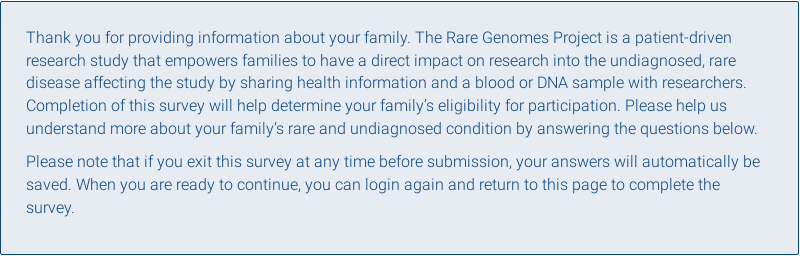 Thank you for providing information about your family. The Rare Genomes Project is a patient-driven
research study that empowers families to have a direct impact on research into the undiagnosed, rare
disease affecting the study by sharing health information and a blood or DNA sample with researchers.
Completion of this survey will help determine your family’s eligibility for participation. Please help us
understand more about your family’s rare and undiagnosed condition by answering the questions below.
Please note that if you exit this survey at any time before submission, your answers will automatically be
saved. When you are ready to continue, you can login again and return to this page to complete the
survey.